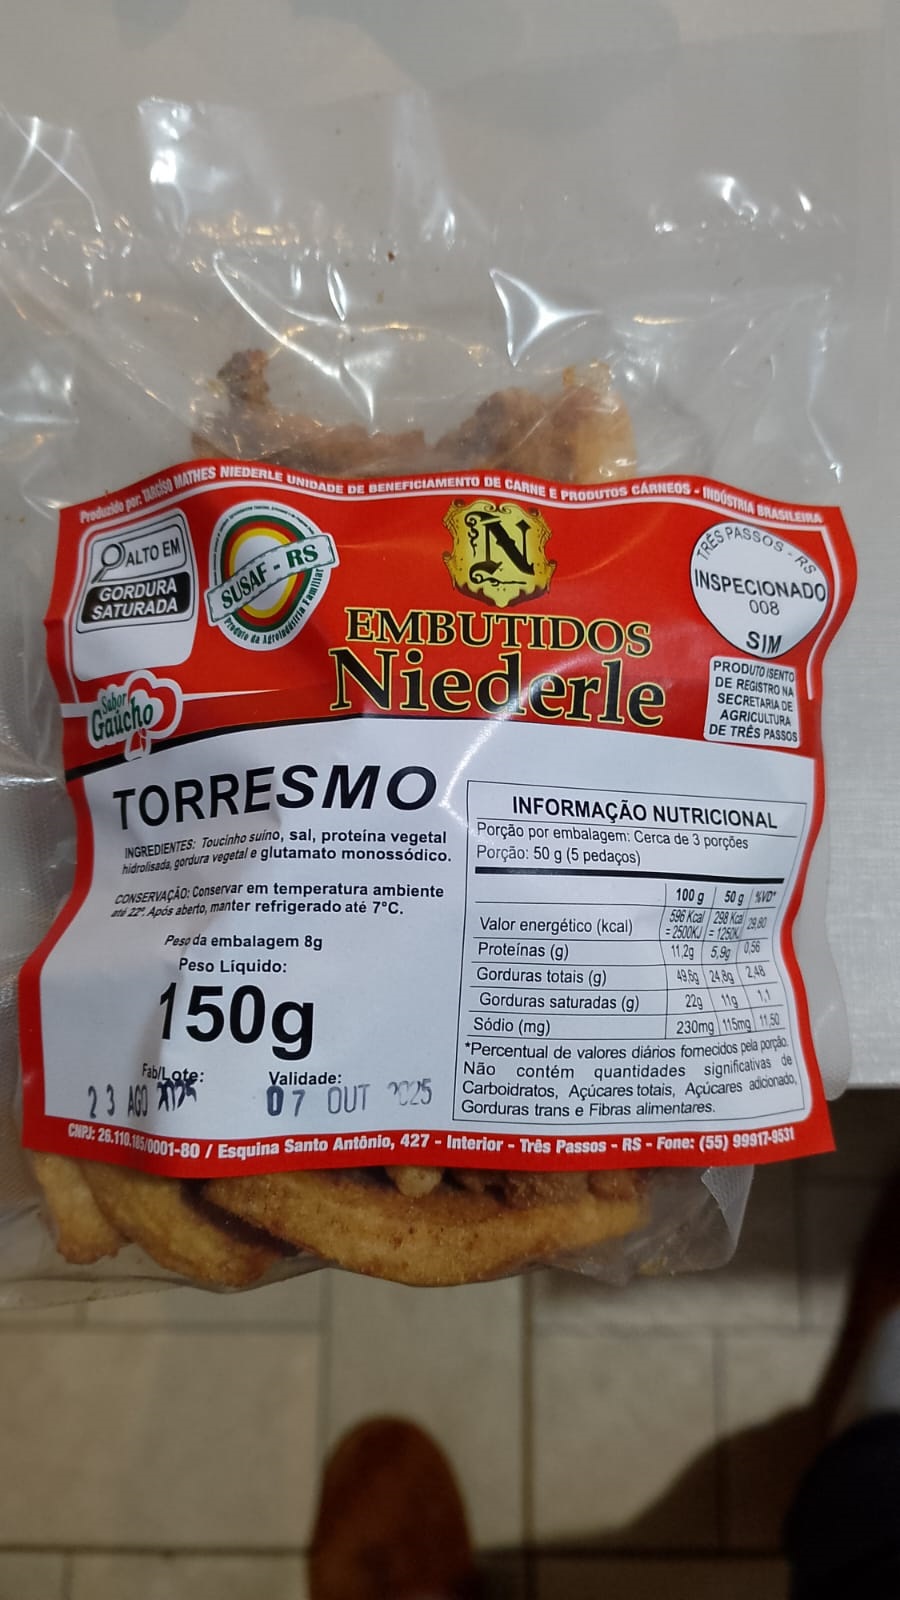 Produzido por: TARCISO MATHES NIEDERLE UNIDADE DE BENEFICIAMENTO DE CARNE E PRODUTOS CÁRNEOS - INDÚSTRIA BRASILEIRA
ALTO EM
GORDURA
SATURADA
SUSAF - RS
Produto da Agroindústria Familiar
N
TRÊS PASSOS - RS
INSPECIONADO
008
SIM
EMBUTIDOS
Niederle
PRODUTO ISENTO
DE REGISTRO NA
SECRETARIA DE
AGRICULTURA
DE TRÊS PASSOS
Sabor
Gaúcho
TORRESMO
INGREDIENTES: Toucinho suíno, sal, proteína vegetal
hidrolisada, gordura vegetal e glutamato monossódico.
CONSERVAÇÃO: Conservar em temperatura ambiente
até 22º. Após aberto, manter refrigerado até 7°C.
Peso da embalagem 8g
Peso Líquido:
150g
Fab/Lote:
23 AGO
Validade:
07 OUT 2025
INFORMAÇÃO NUTRICIONAL
Porção por embalagem: Cerca de 3 porções
Porção: 50 g (5 pedaços)
100 g 50 g %VD*
Valor energético (kcal) 596 Kcal = 2500KJ 298 Kcal = 1250KJ 29,80
Proteínas (g) 11,2g 5,9g 0,56
Gorduras totais (g) 49,6g 24,8g 2,48
Gorduras saturadas (g) 22g 11g 1,1
Sódio (mg) 230mg 115mg 11,50
*Percentual de valores diários fornecidos pela porção.
Não contém quantidades significativas de
Carboidratos, Açúcares totais, Açúcares adicionado,
Gorduras trans e Fibras alimentares.
CNPJ: 26.110.185/0001-80 / Esquina Santo Antônio, 427 - Interior - Três Passos - RS - Fone: (55) 99917-9531